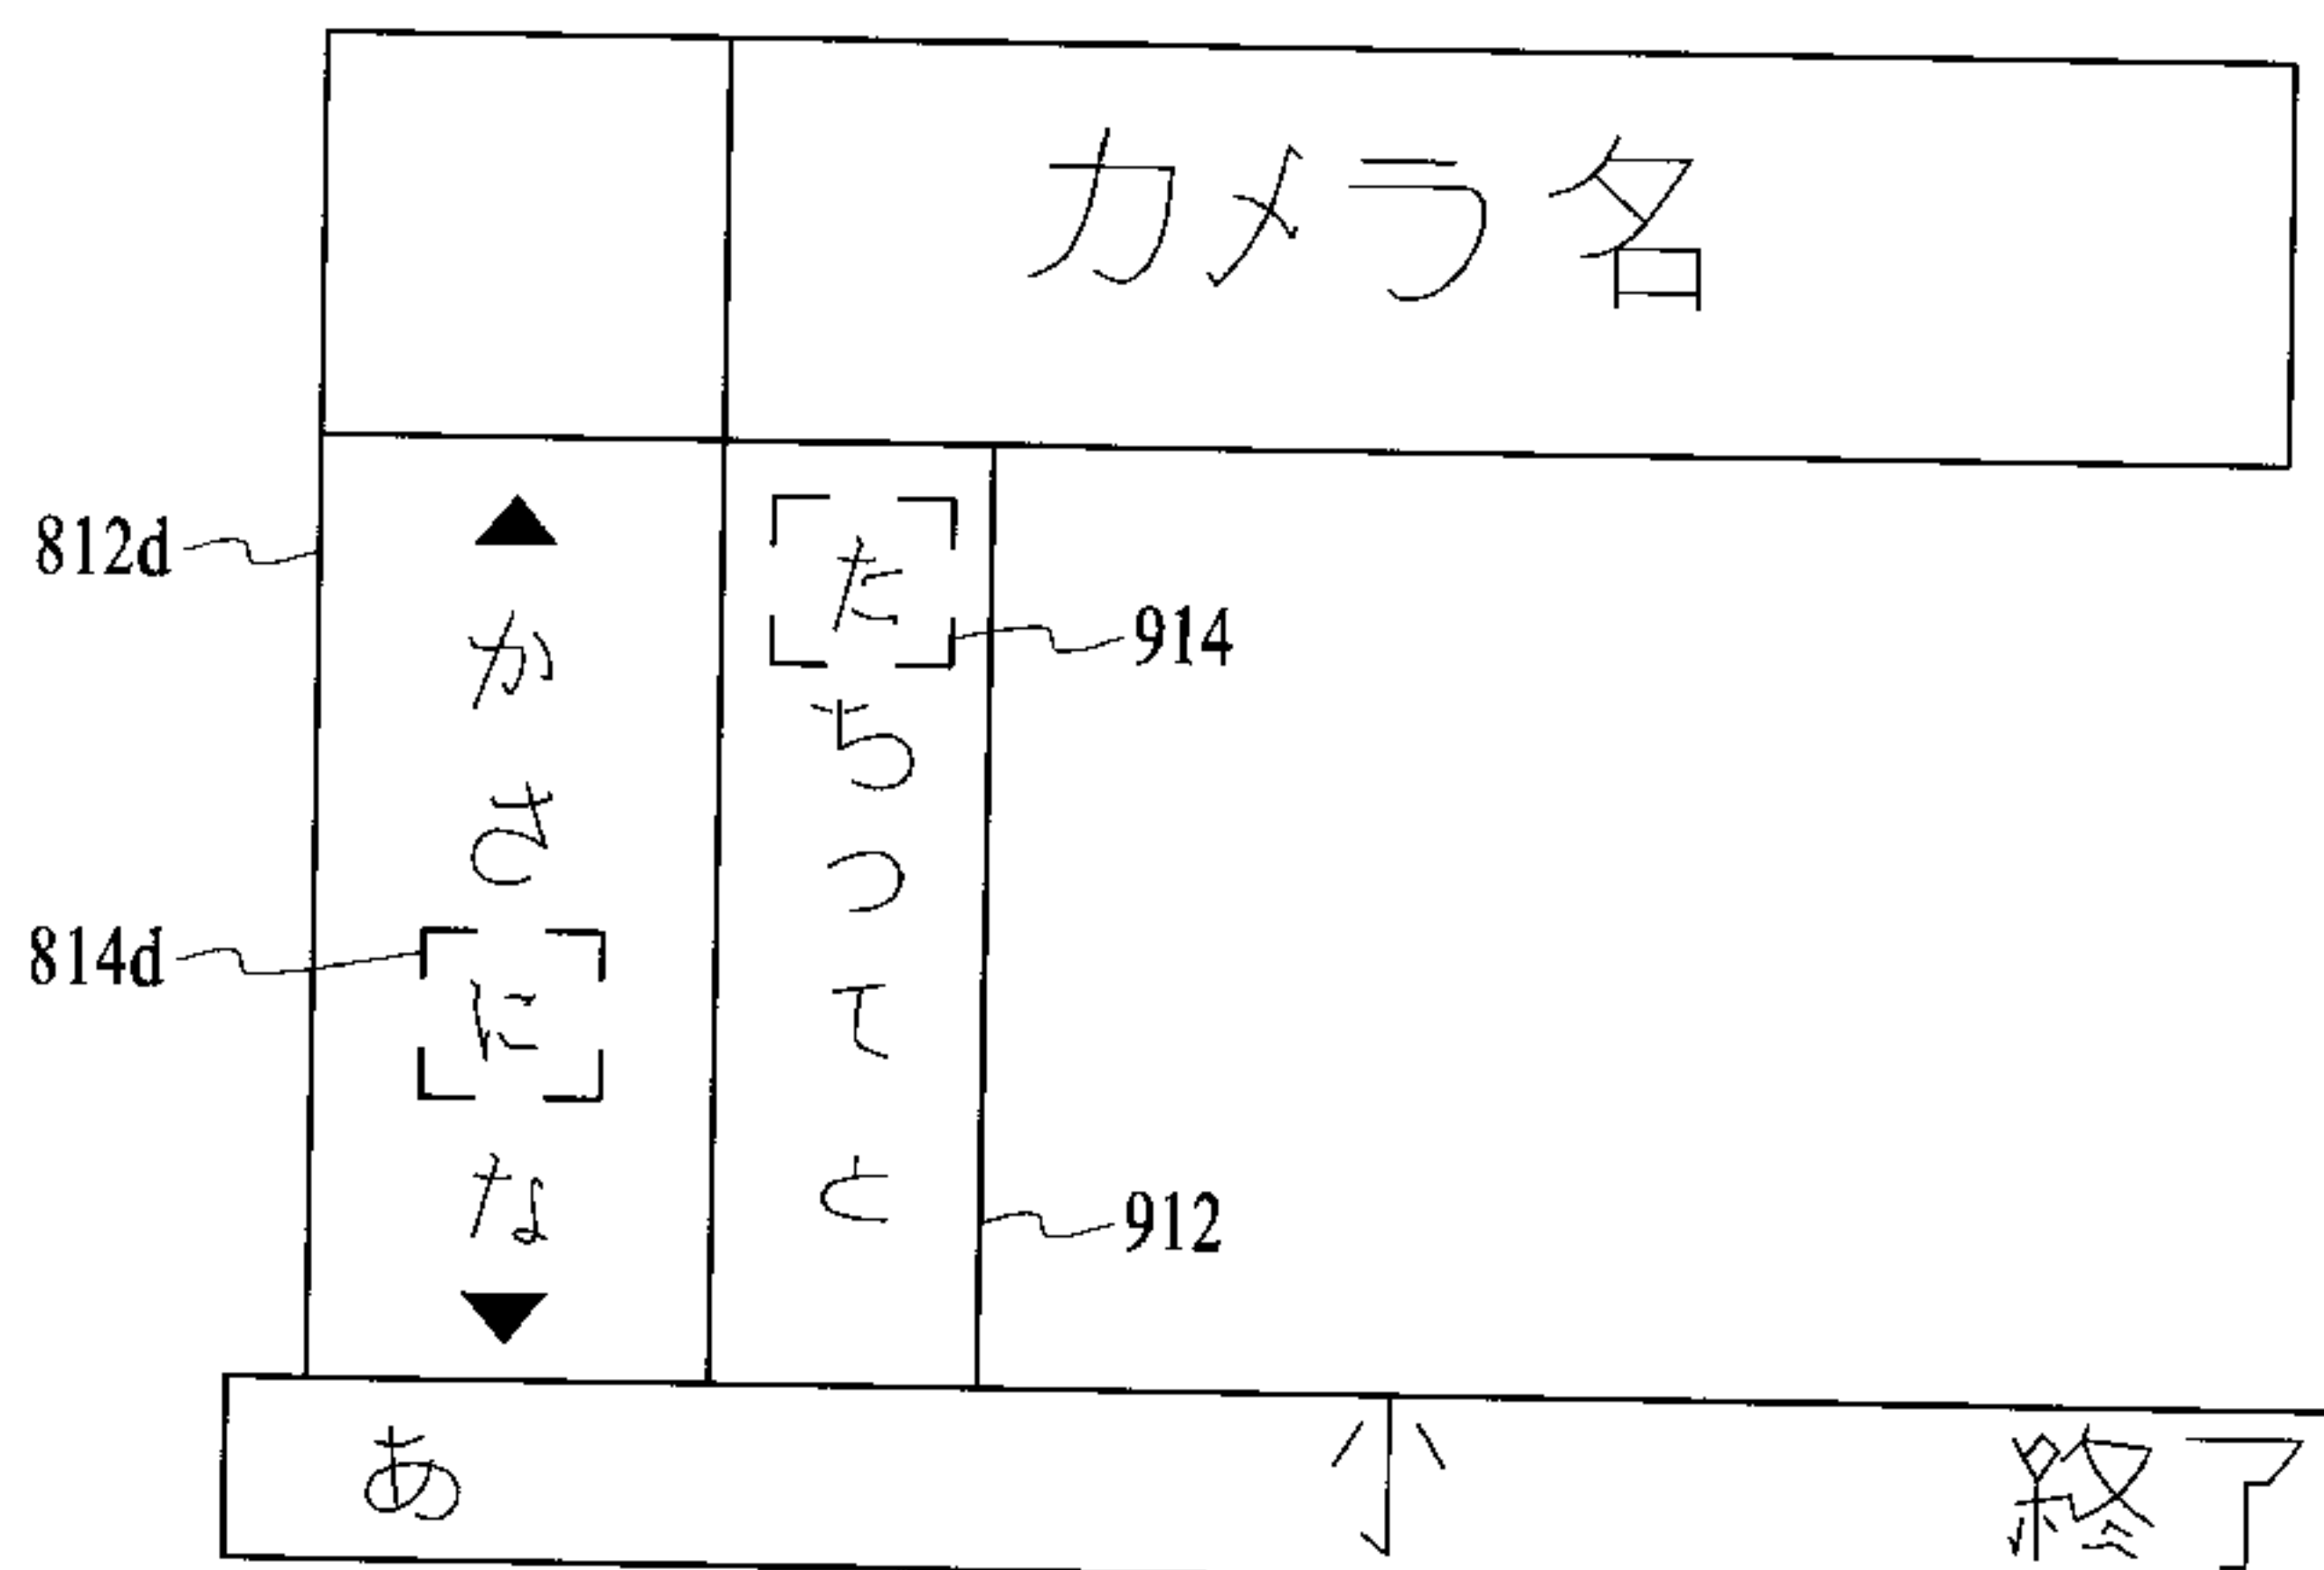 カメラ名
812d
814d
か
さ
に
な
た
ち
つ
て
と
914
912
あ
小
終了